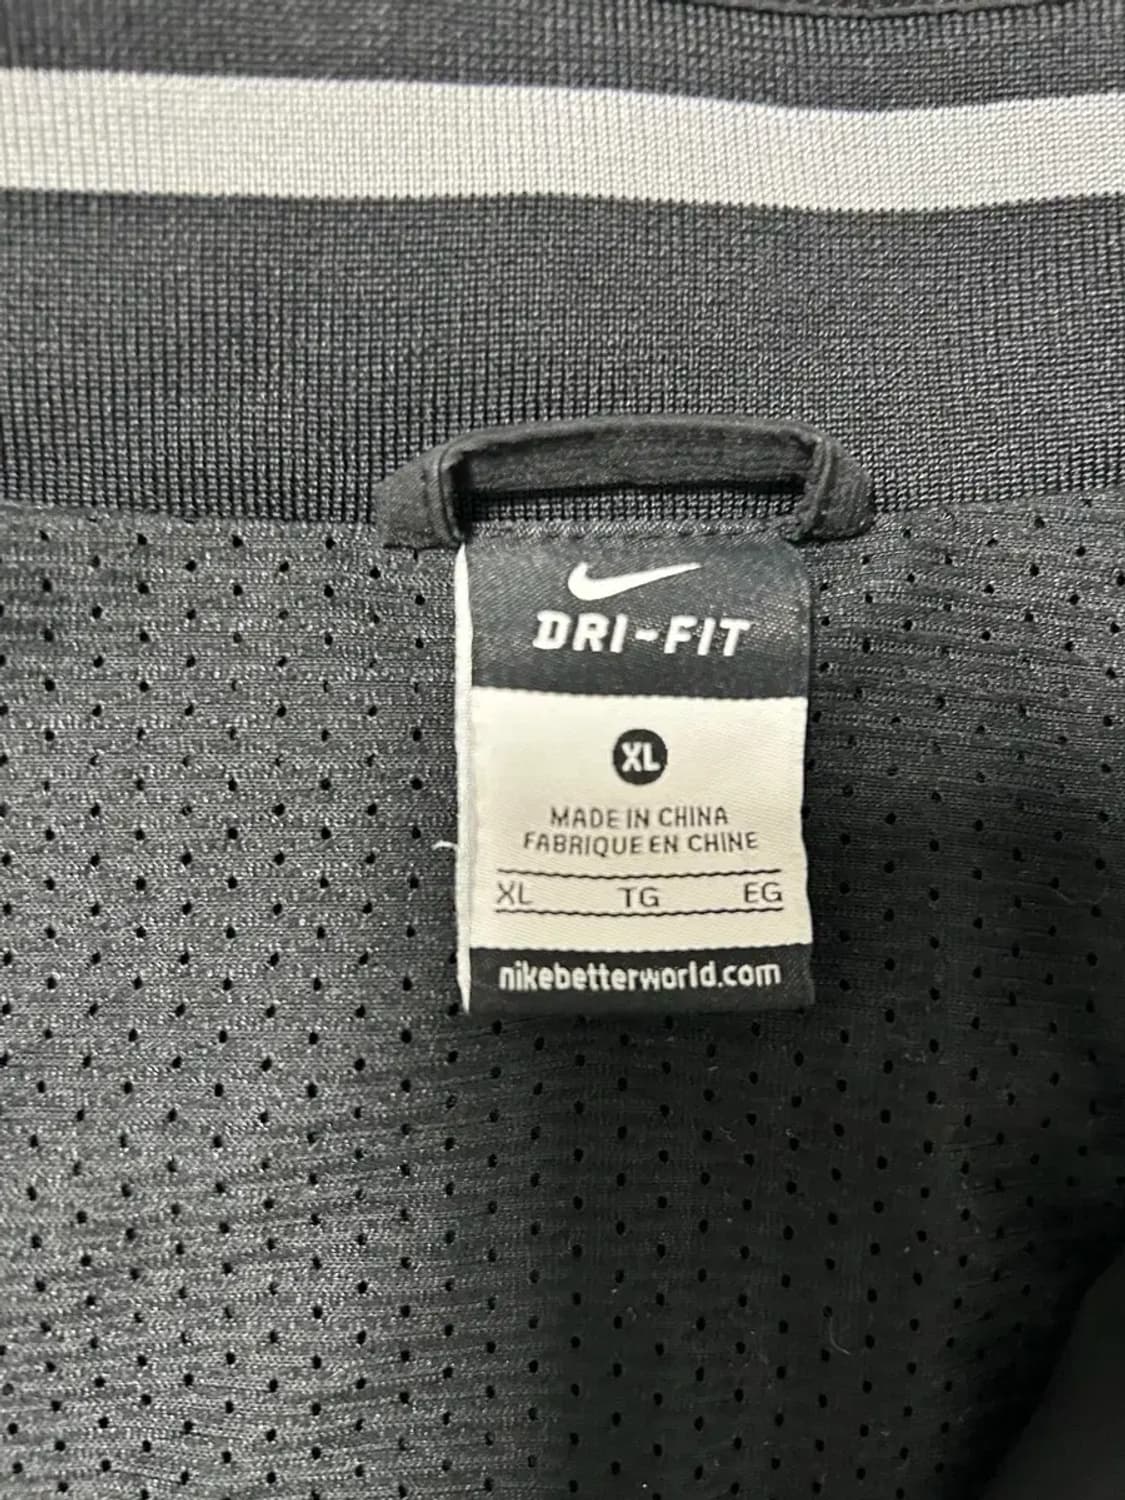 DRI-FIT
XL
MADE IN CHINA
FABRIQUE EN CHINE
XL TG EG
nikebetterworld.com